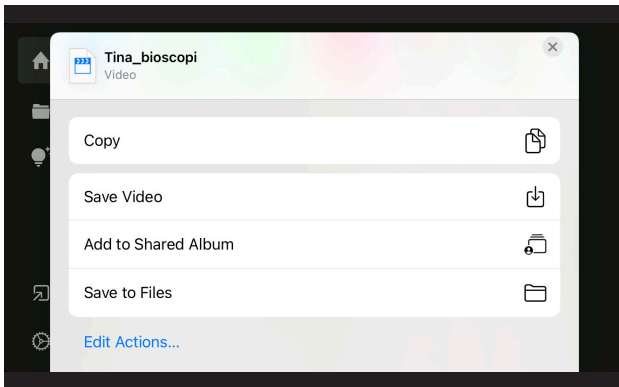 Tina_bioscopi
Video
Copy
Save Video
Add to Shared Album
Save to Files
Edit Actions...